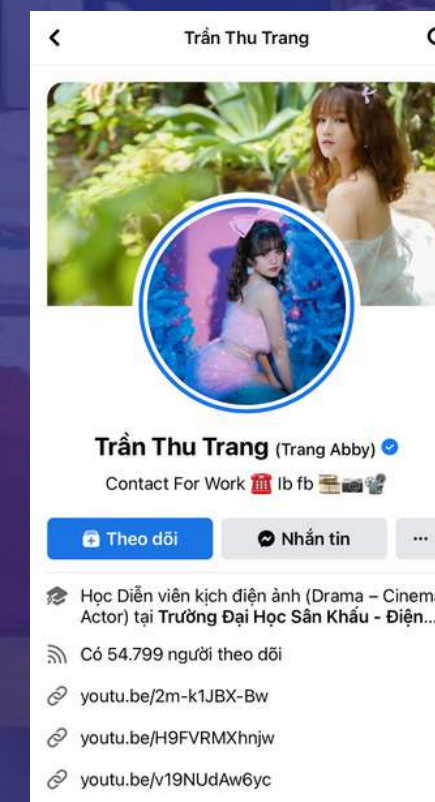 Trần Thu Trang
Trần Thu Trang (Trang Abby)
Contact For Work ☎️ Ib fb
Theo dõi
Nhắn tin
Học Diễn viên kịch điện ảnh (Drama – Cinema
Actor) tại Trường Đại Học Sân Khấu - Điện...
Có 54.799 người theo dõi
youtu.be/2m-k1JBX-Bw
youtu.be/H9FVRMXhnjw
youtu.be/v19NUdAw6yc